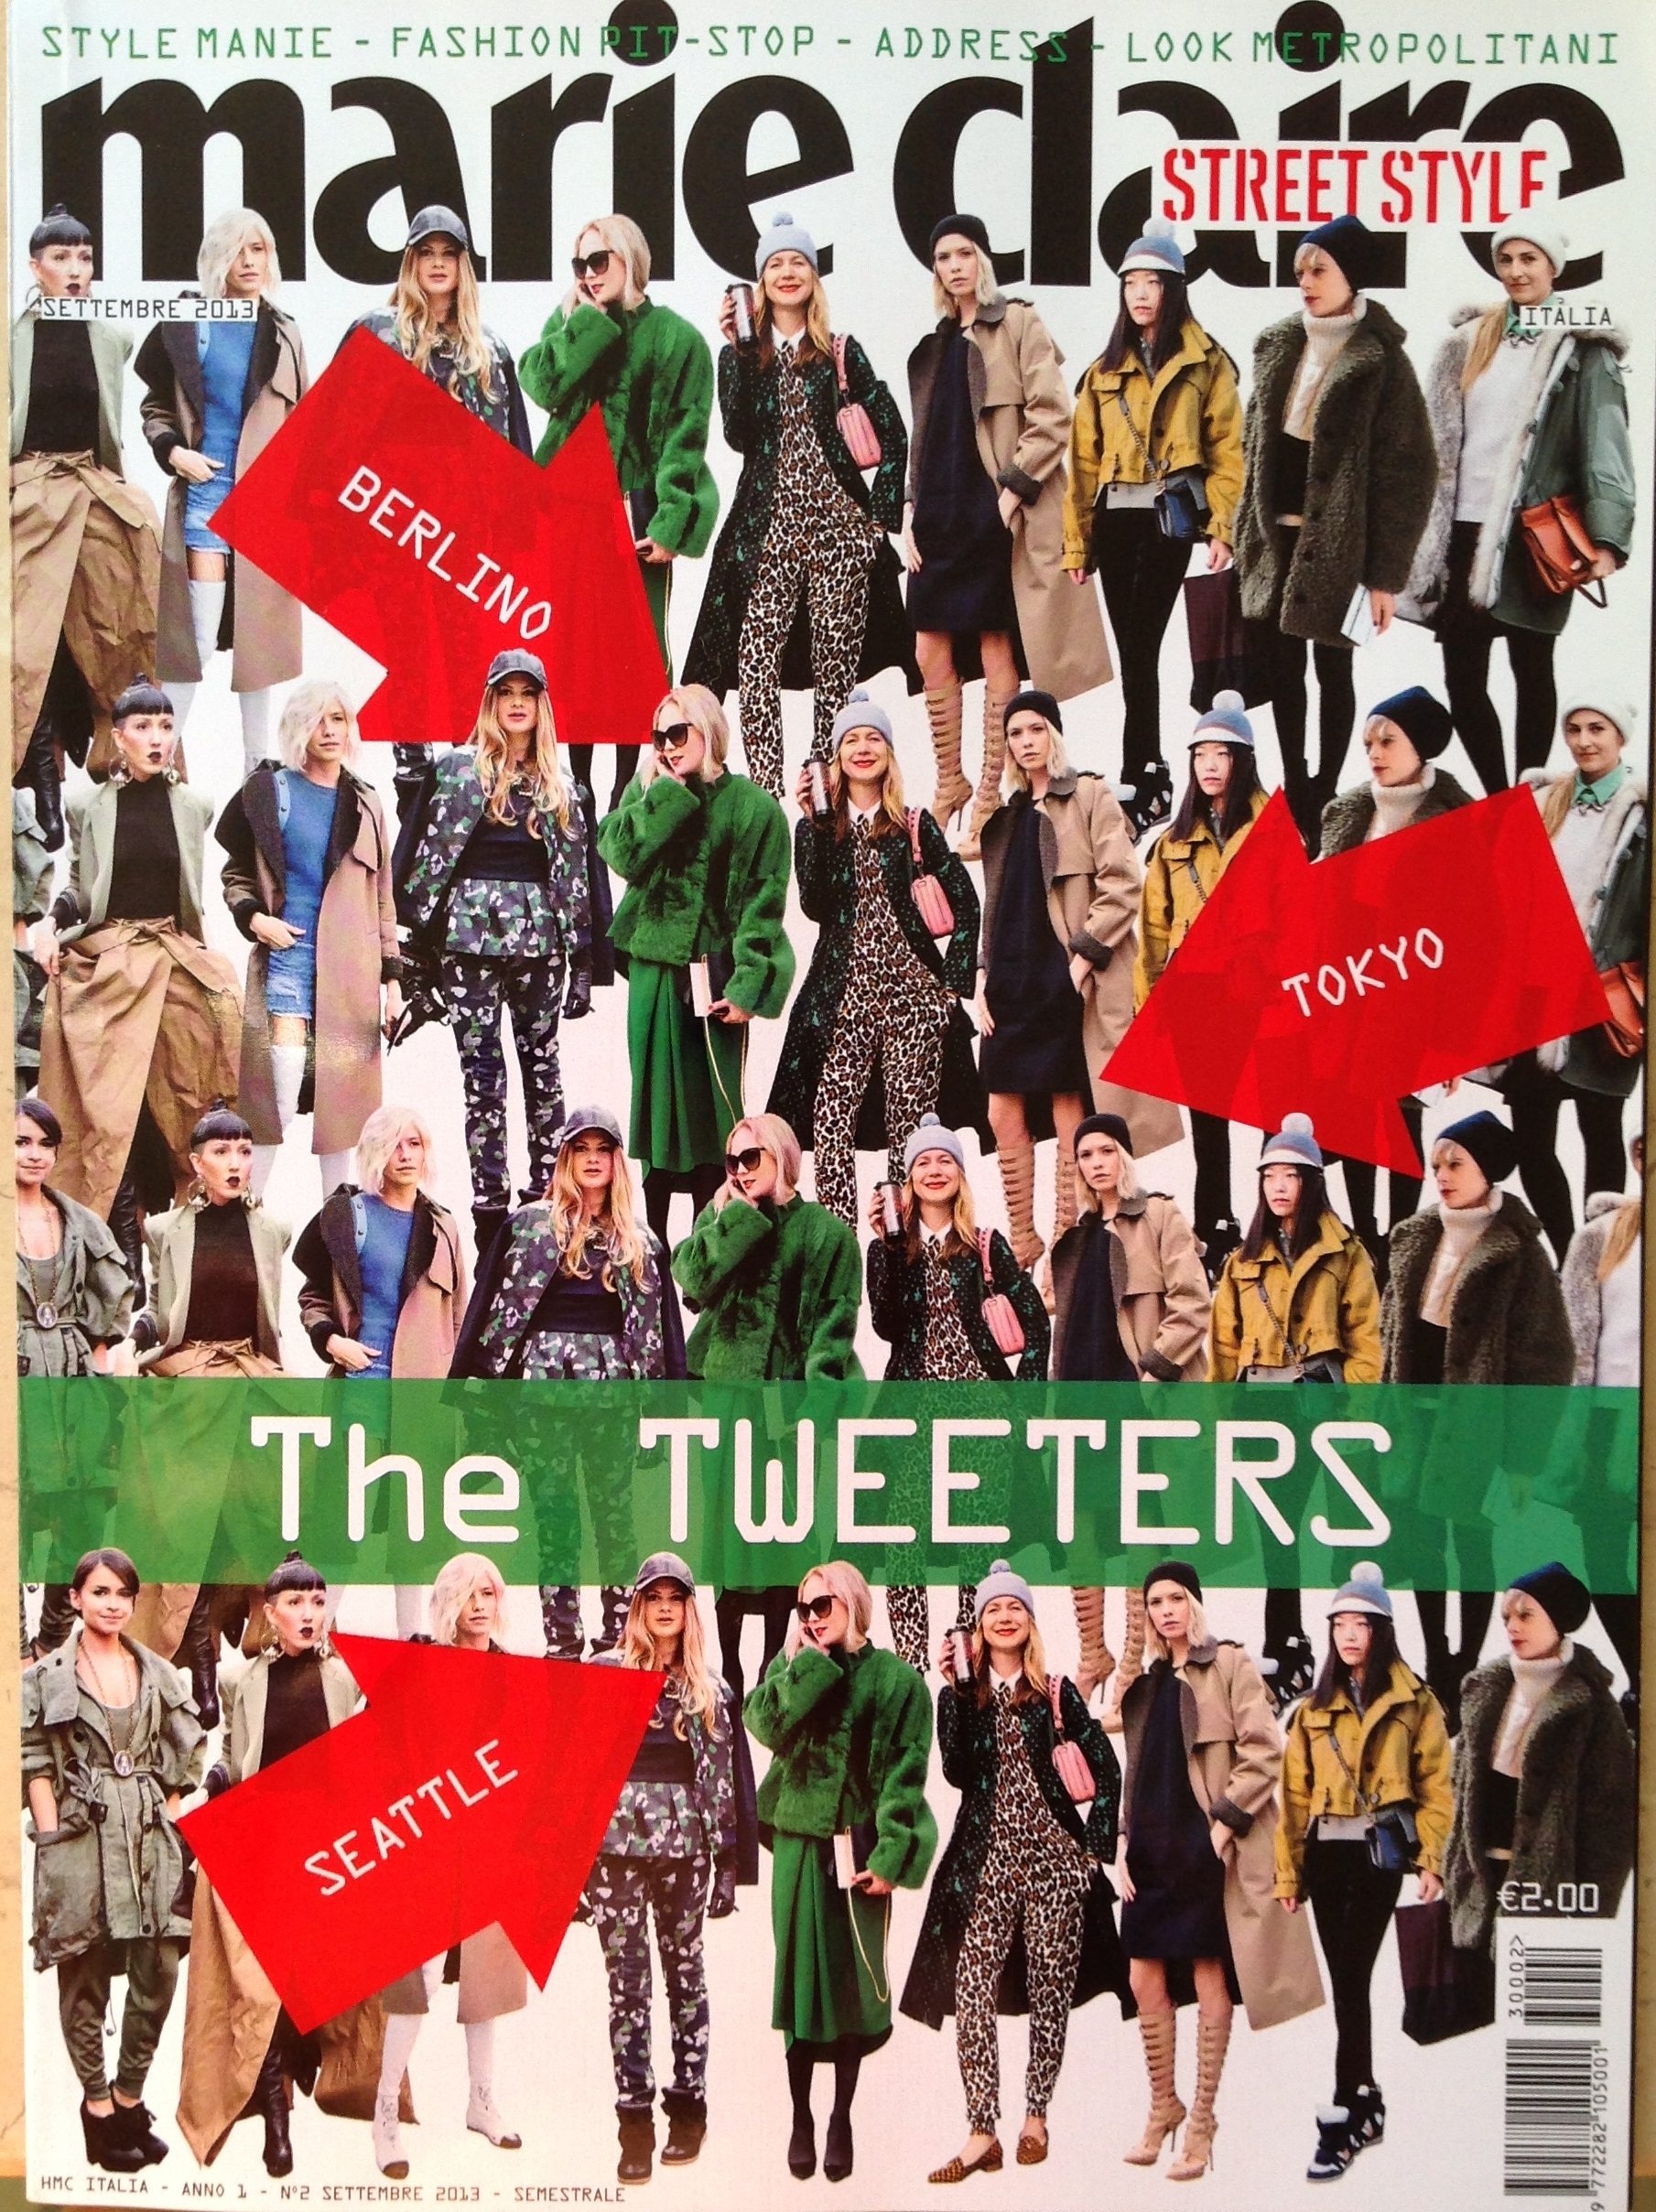 STYLE MANIE - FASHION PIT-STOP - ADDRESS - LOOK METROPOLITANI
marie claire
STREET STYLE
SETTEMBRE 2013
ITALIA
BERLINO
TOKYO
The TWEETERS
SEATTLE
€2.00
30002>
9 772282 105001
HMC ITALIA - ANNO 1 - N°2 SETTEMBRE 2013 - SEMESTRALE